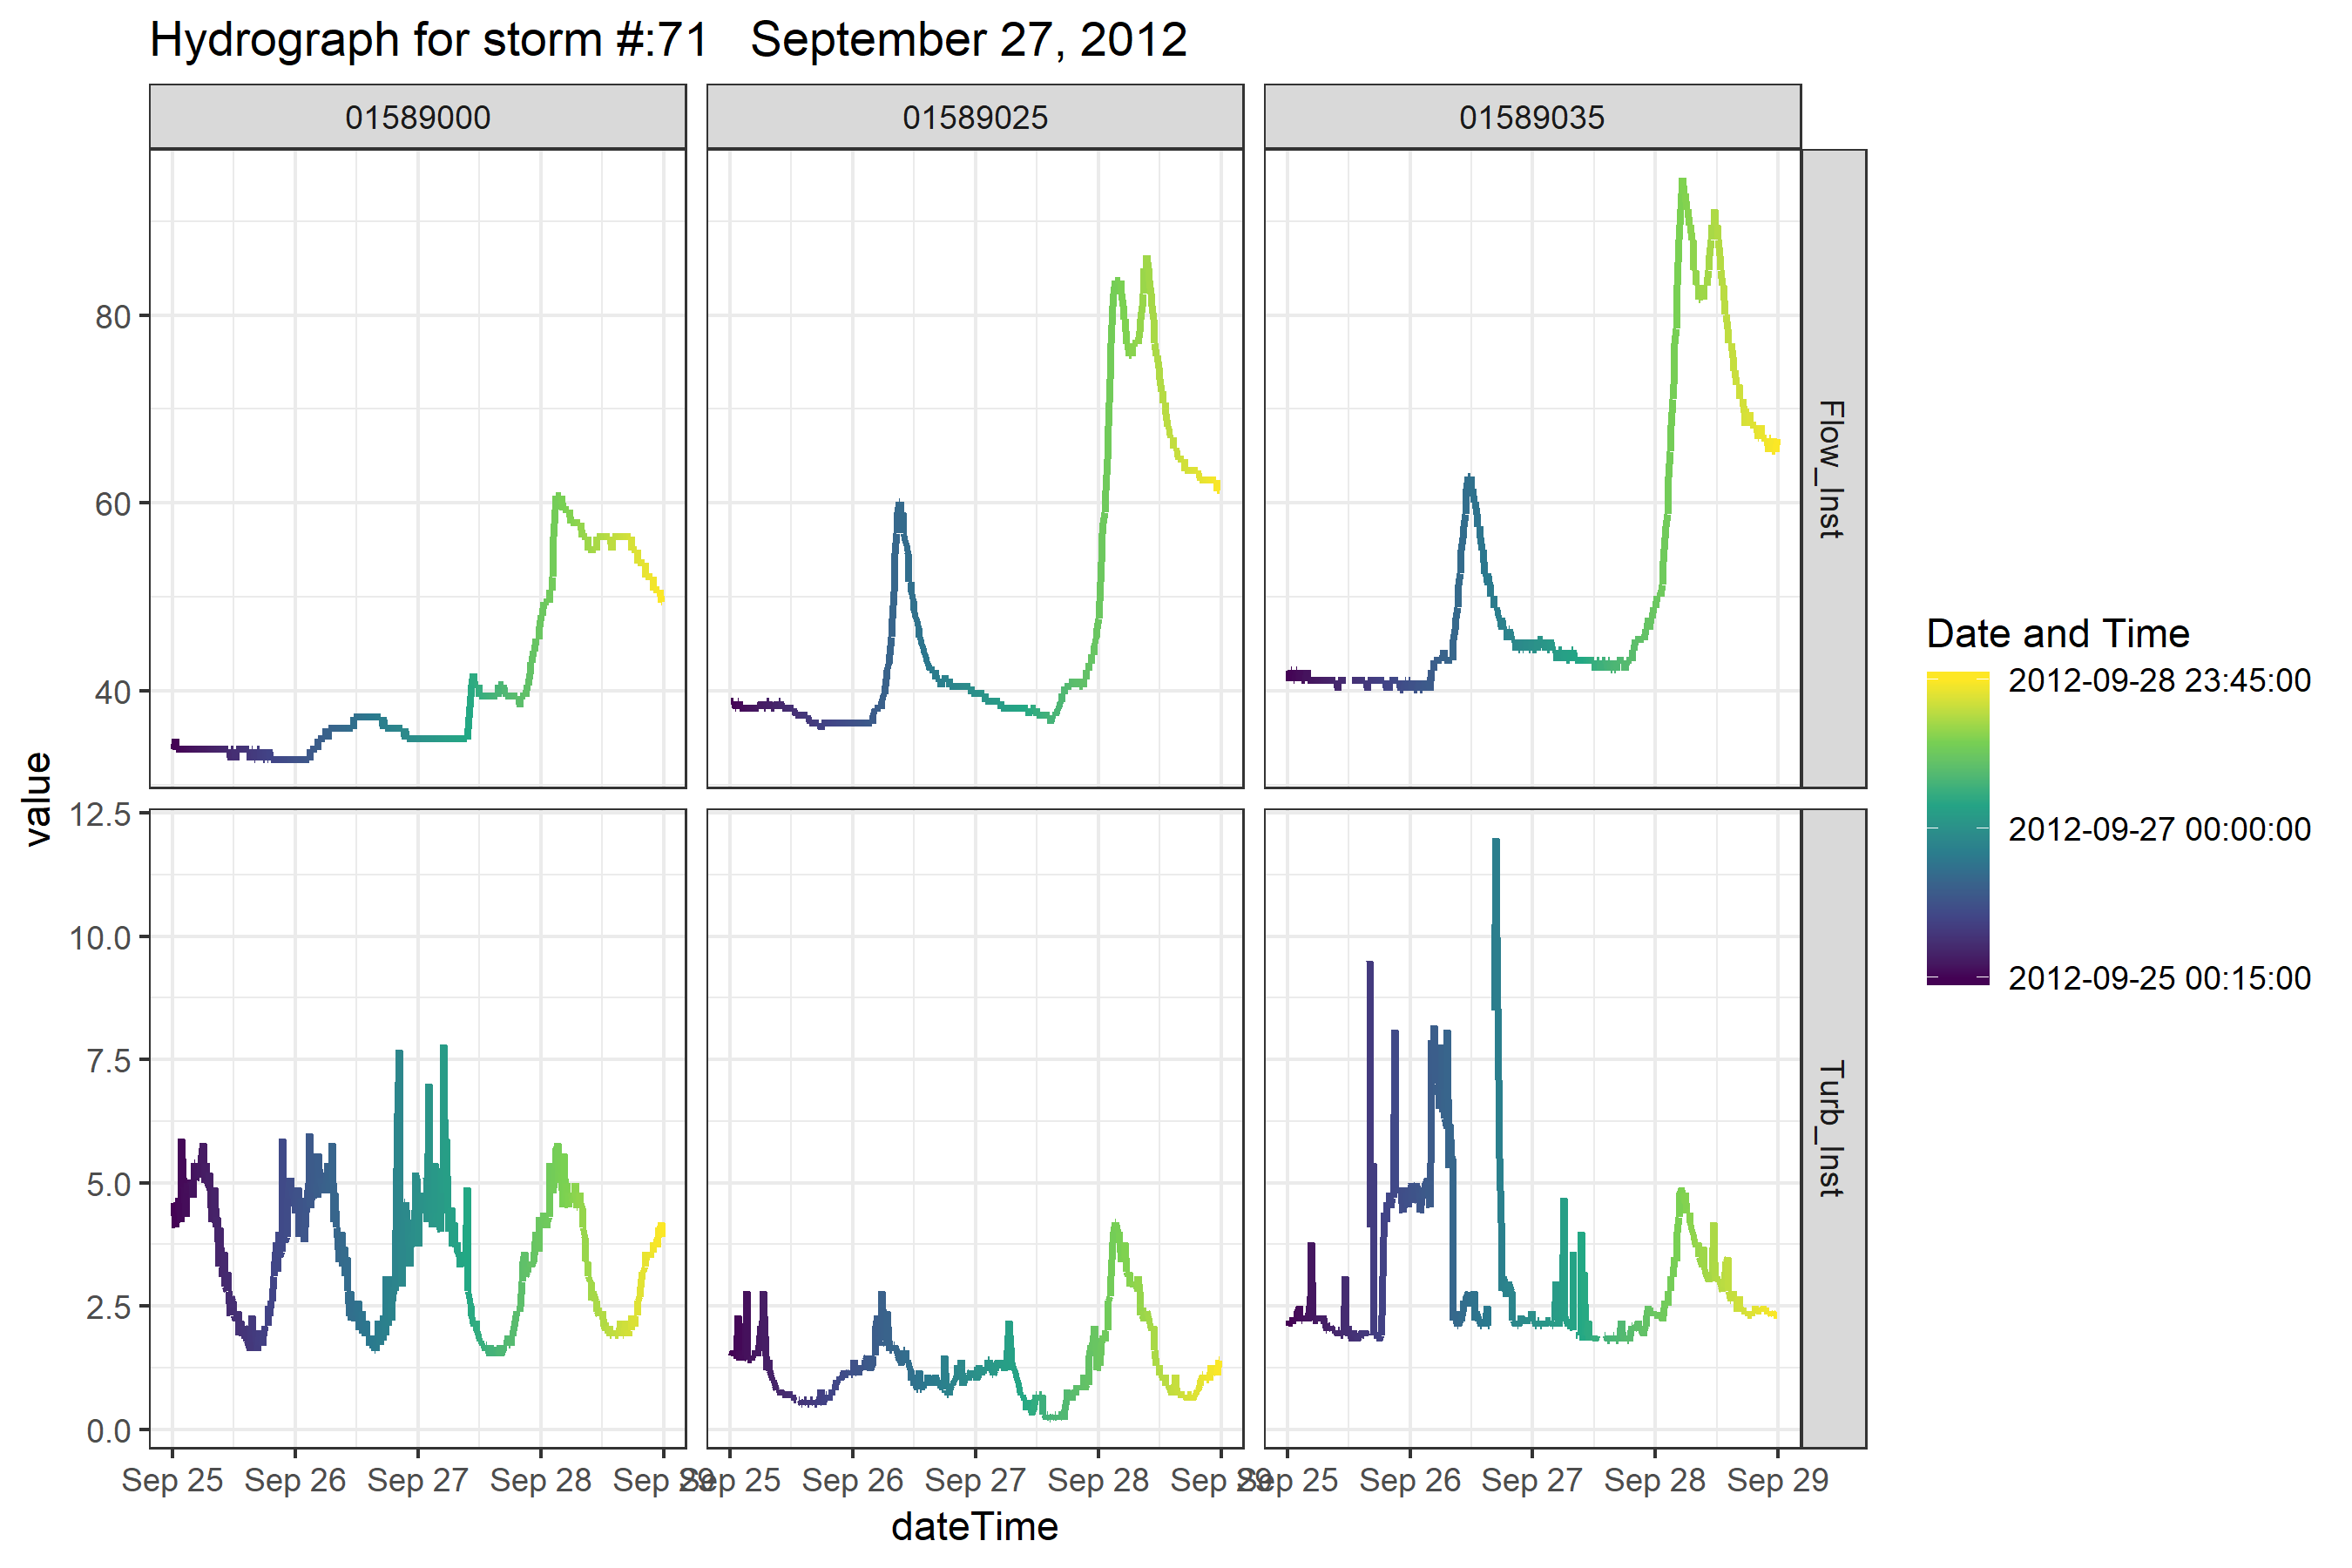 Hydrograph for storm #:71   September 27, 2012
01589000
01589025
01589035
80
60
40
Flow_Inst
12.5
10.0
7.5
5.0
2.5
0.0
Turb_Inst
value
Sep 25 Sep 26 Sep 27 Sep 28 Sep 29
Sep 25 Sep 26 Sep 27 Sep 28 Sep 29
Sep 25 Sep 26 Sep 27 Sep 28 Sep 29
dateTime
Date and Time
2012-09-28 23:45:00
2012-09-27 00:00:00
2012-09-25 00:15:00